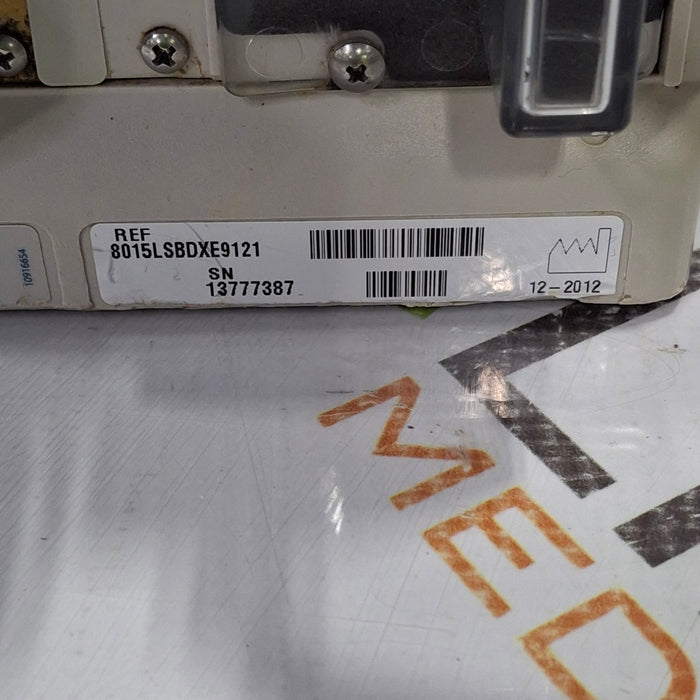 REF
8015LSBDXE9121
SN
13777387
12-2012
10916654
MED